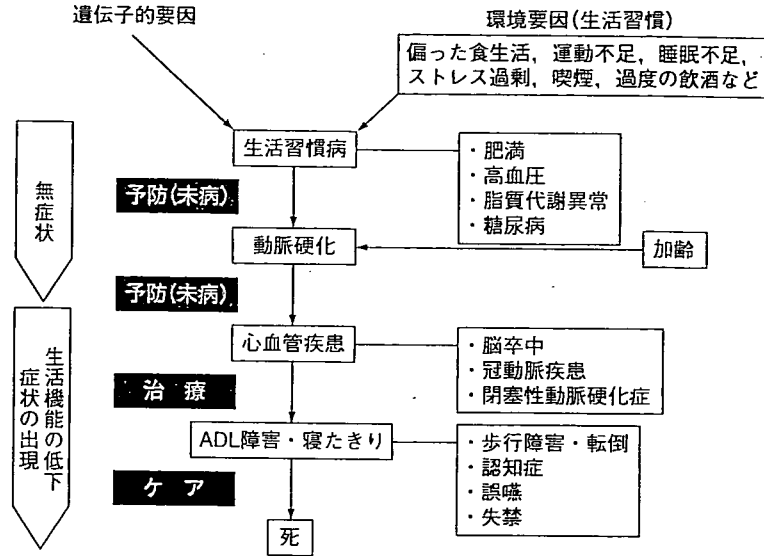 遺伝子的要因
環境要因(生活習慣)
偏った食生活，運動不足，睡眠不足，
ストレス過剰，喫煙，過度の飲酒など
生活習慣病
・肥満
・高血圧
・脂質代謝異常
・糖尿病
予防(未病)
無症状
動脈硬化
加齢
予防(未病)
心血管疾患
・脳卒中
・冠動脈疾患
・閉塞性動脈硬化症
治療
生活機能の低下
症状の出現
ADL障害・寝たきり
・歩行障害・転倒
・認知症
・誤嚥
・失禁
ケア
死